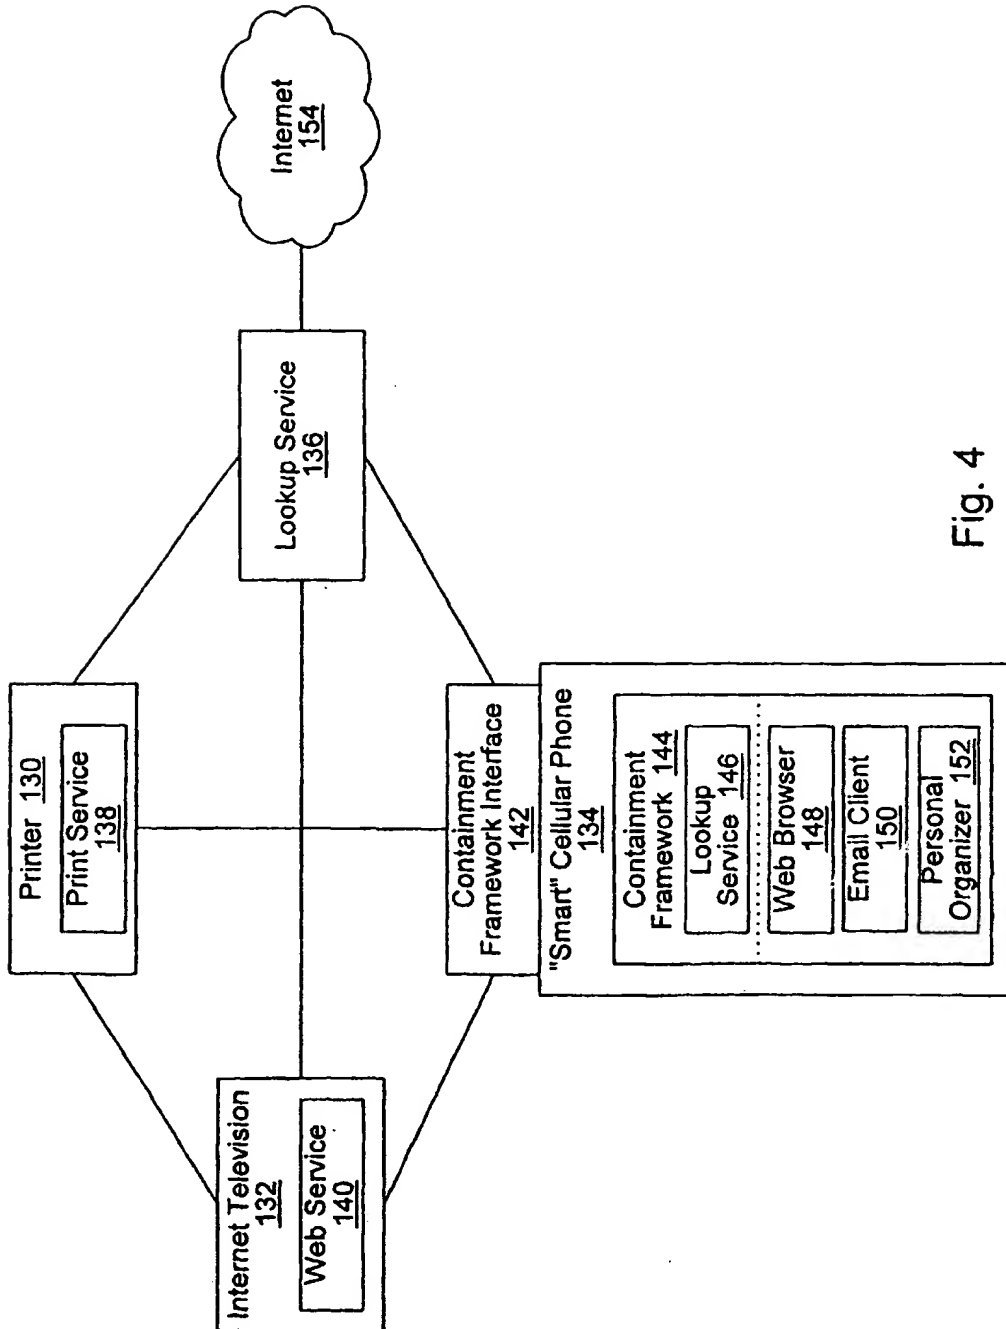 Printer 130
Print Service
138
Internet Television
132
Web Service
140
Lookup Service
136
Internet
154
Containment
Framework Interface
142
"Smart" Cellular Phone
134
Containment
Framework 144
Lookup
Service 146
Web Browser
148
Email Client
150
Personal
Organizer 152
Fig. 4